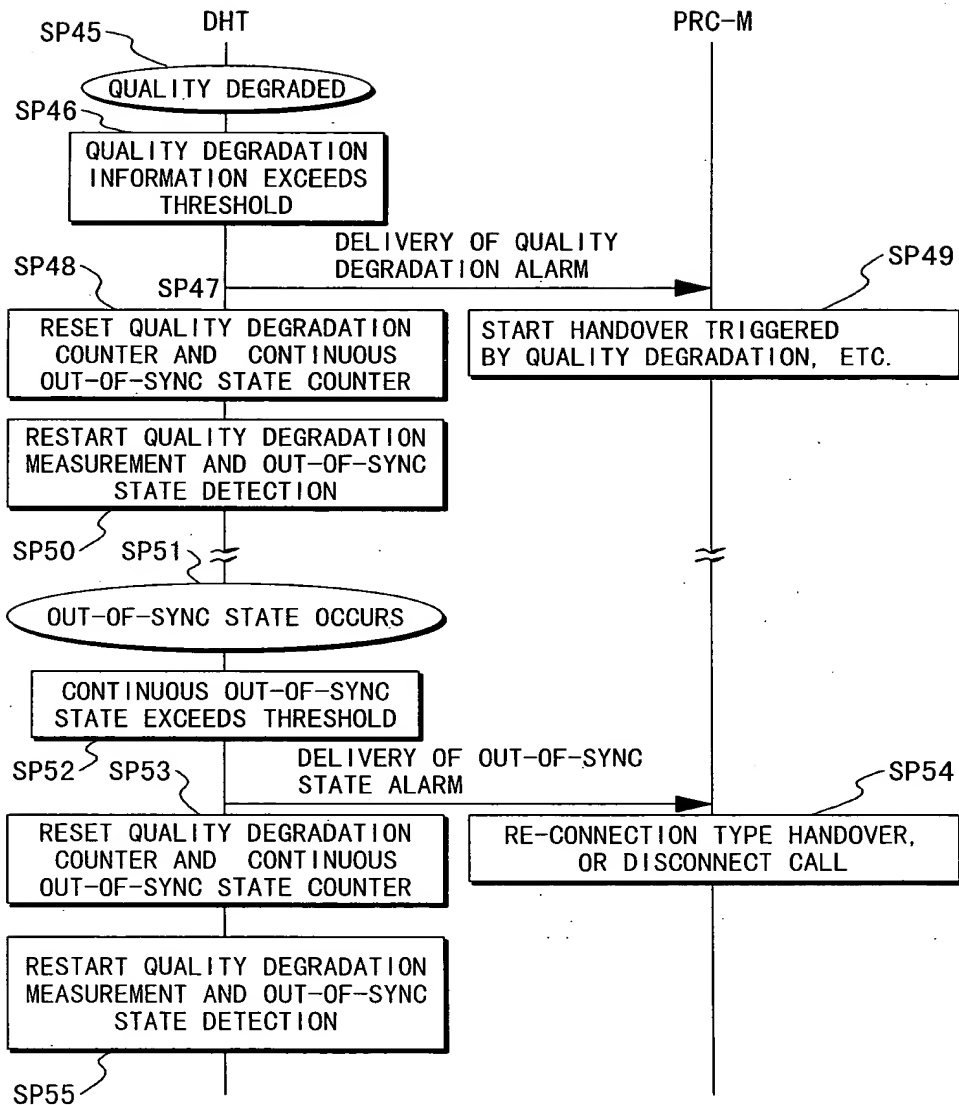 DHT
PRC-M
SP45
QUALITY DEGRADED
SP46
QUALITY DEGRADATION
INFORMATION EXCEEDS
THRESHOLD
DELIVERY OF QUALITY
DEGRADATION ALARM
SP47
SP48
RESET QUALITY DEGRADATION
COUNTER AND CONTINUOUS
OUT-OF-SYNC STATE COUNTER
SP49
START HANDOVER TRIGGERED
BY QUALITY DEGRADATION, ETC.
RESTART QUALITY DEGRADATION
MEASUREMENT AND OUT-OF-SYNC
STATE DETECTION
SP50
SP51
OUT-OF-SYNC STATE OCCURS
CONTINUOUS OUT-OF-SYNC
STATE EXCEEDS THRESHOLD
SP52
SP53
DELIVERY OF OUT-OF-SYNC
STATE ALARM
SP54
RESET QUALITY DEGRADATION
COUNTER AND CONTINUOUS
OUT-OF-SYNC STATE COUNTER
RE-CONNECTION TYPE HANDOVER,
OR DISCONNECT CALL
RESTART QUALITY DEGRADATION
MEASUREMENT AND OUT-OF-SYNC
STATE DETECTION
SP55